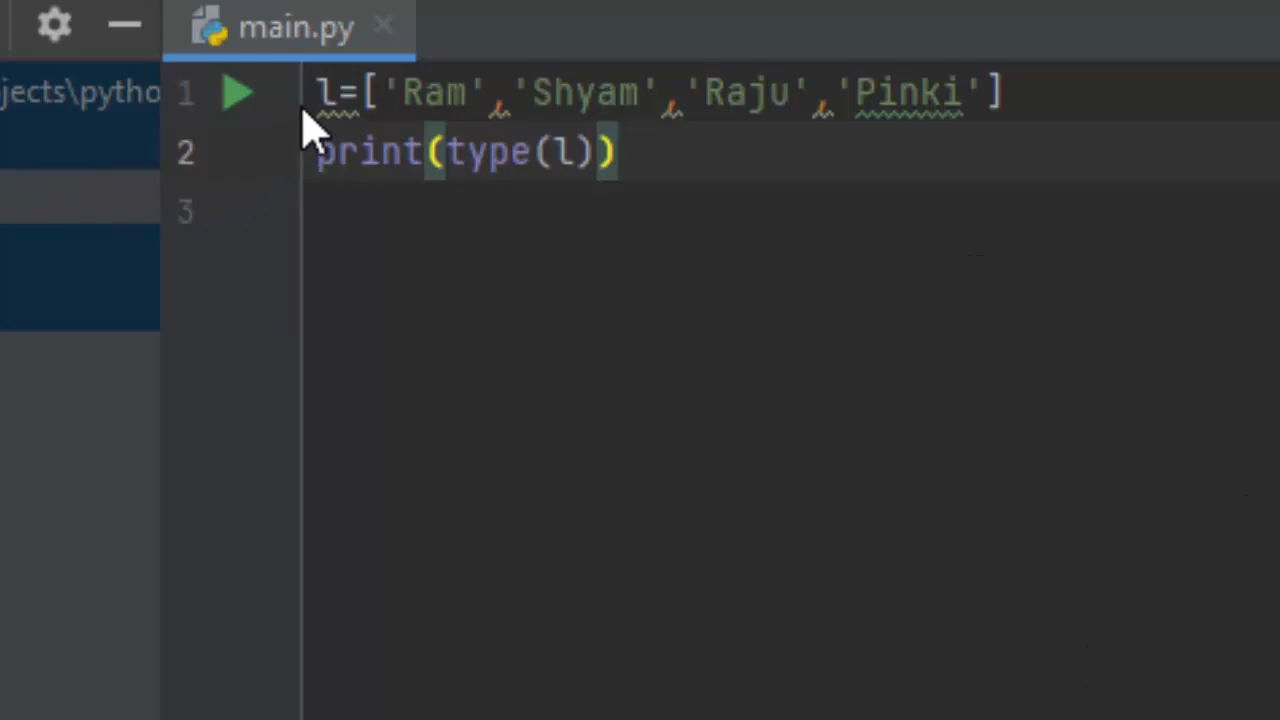 main.py
jects\pytho
1 l=['Ram','Shyam','Raju','Pinki']
2 print(type(l))
3